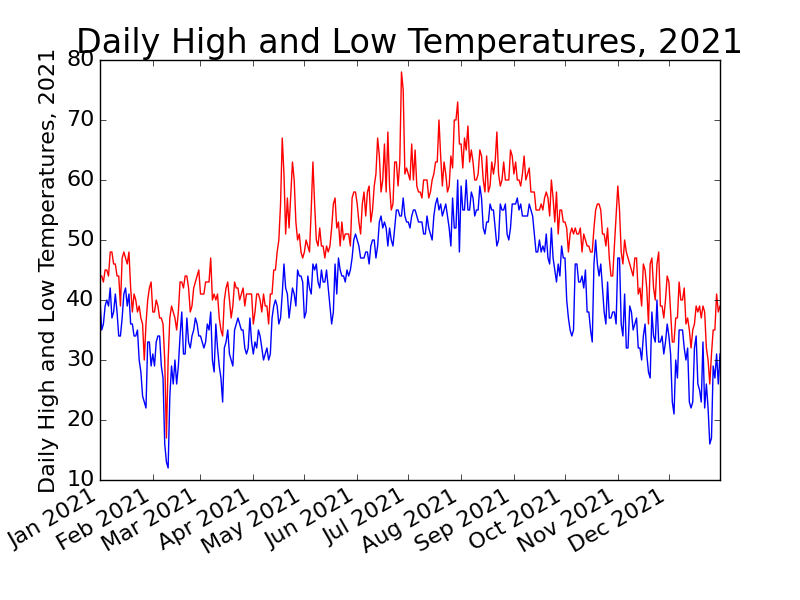 Daily High and Low Temperatures, 2021
Daily High and Low Temperatures, 2021
80
70
60
50
40
30
20
10
Jan 2021
Feb 2021
Mar 2021
Apr 2021
May 2021
Jun 2021
Jul 2021
Aug 2021
Sep 2021
Oct 2021
Nov 2021
Dec 2021